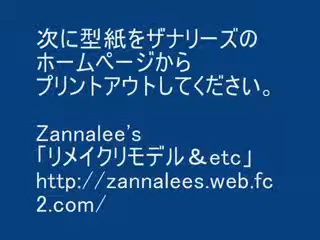 次に型紙をザナリーズの
ホームページから
プリントアウトしてください。
Zannalee's
「リメイクリモデル＆etc」
http://zannalees.web.fc
2.com/